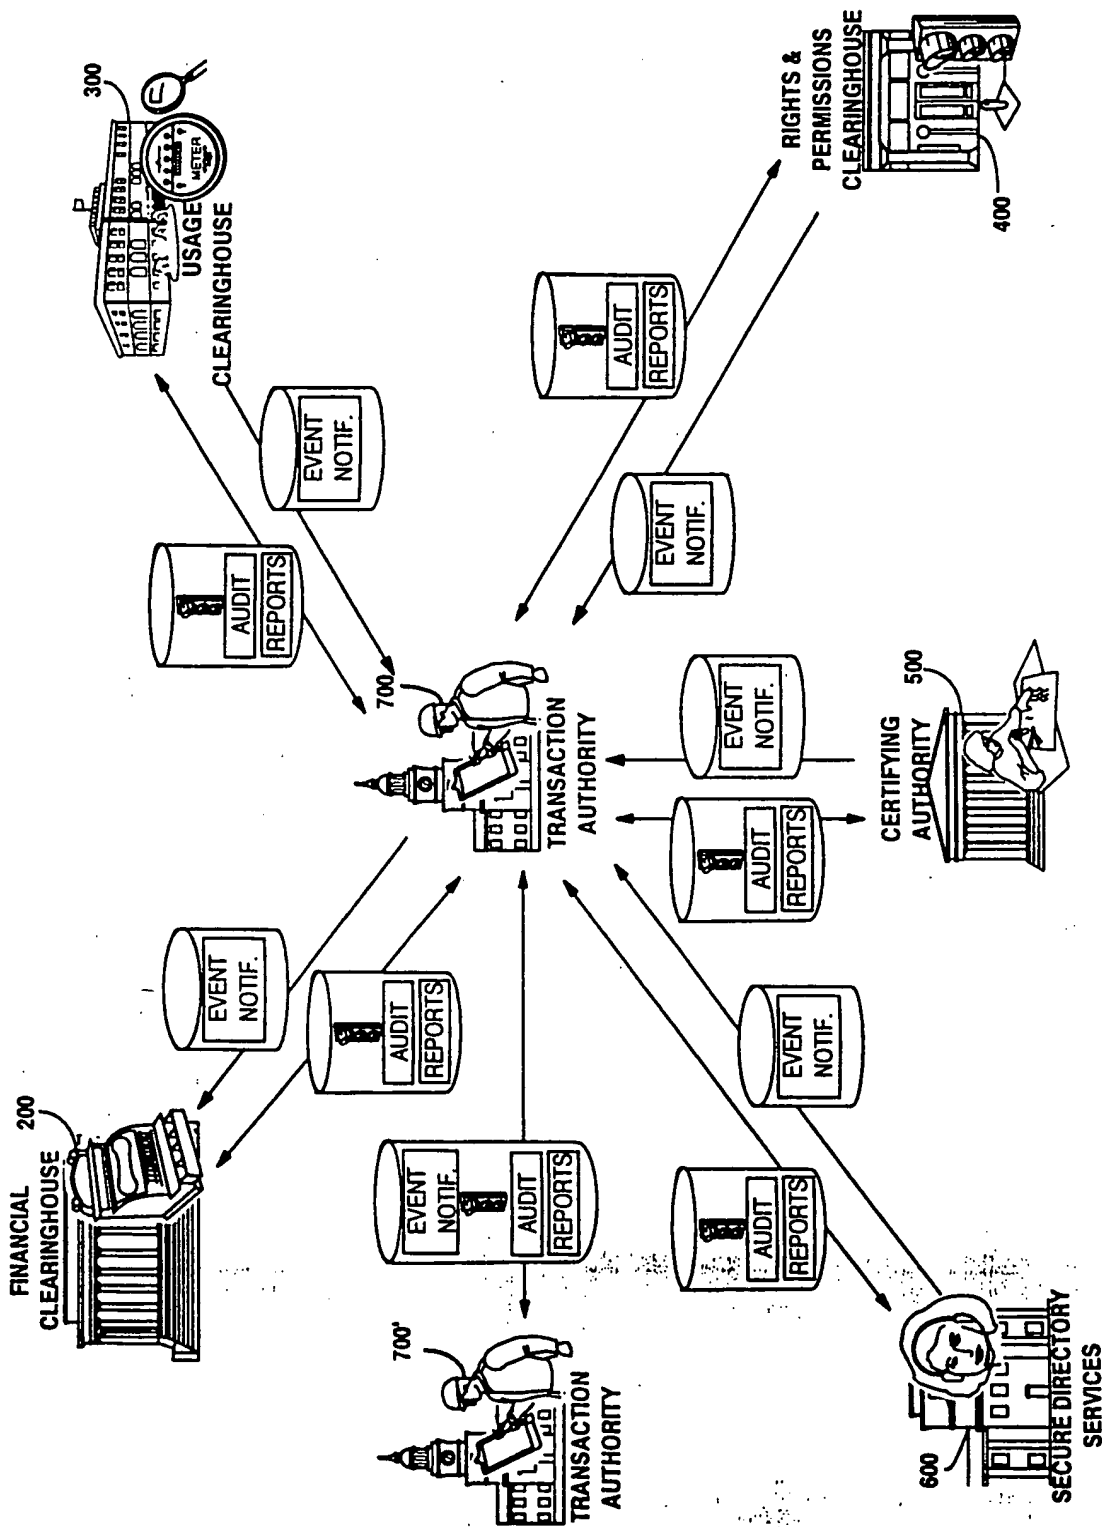 FINANCIAL
CLEARINGHOUSE
200
EVENT
NOTIF.
AUDIT
REPORTS
300
METER
USAGE
CLEARINGHOUSE
AUDIT
REPORTS
EVENT
NOTIF.
700'
TRANSACTION
AUTHORITY
EVENT
NOTIF.
AUDIT
REPORTS
700
TRANSACTION
AUTHORITY
AUDIT
REPORTS
EVENT
NOTIF.
RIGHTS &
PERMISSIONS
CLEARINGHOUSE
400
AUDIT
REPORTS
EVENT
NOTIF.
600
SECURE DIRECTORY
SERVICES
AUDIT
REPORTS
EVENT
NOTIF.
CERTIFYING
AUTHORITY
500